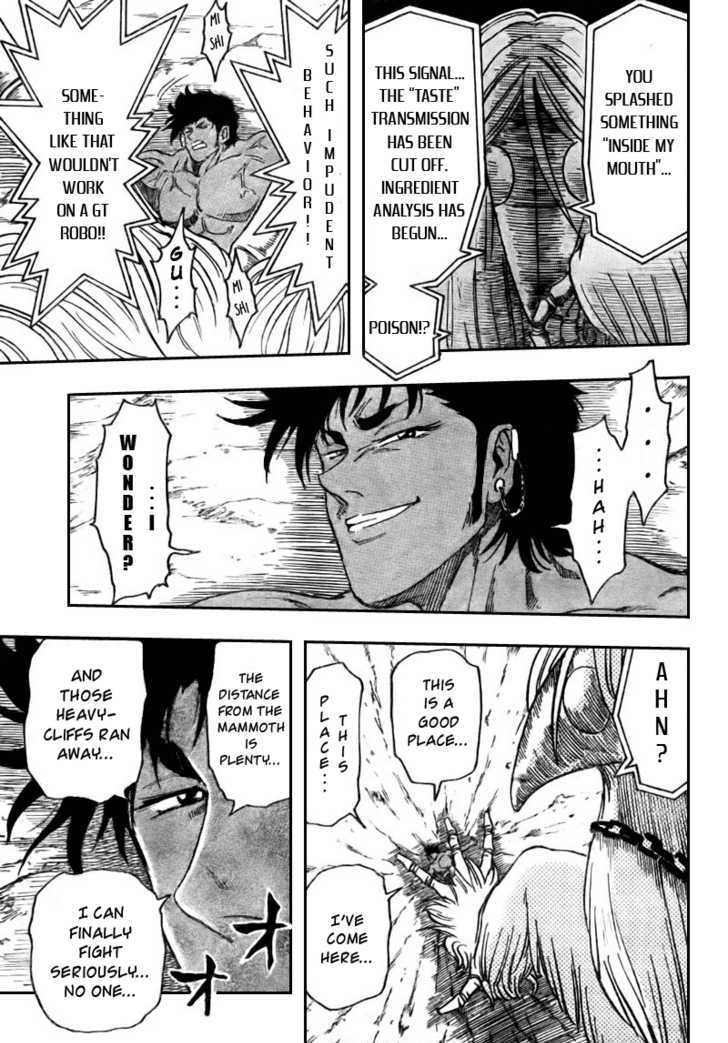 YOU
SPLASHED
SOMETHING
"INSIDE MY
MOUTH"...
THIS SIGNAL...
THE "TASTE"
TRANSMISSION
HAS BEEN
CUT OFF.
INGREDIENT
ANALYSIS HAS
BEGUN...
POISON!?
SUCH IMPUDENT
BEHAVIOR!!
MI
SHI
SOME-
THING
LIKE THAT
WOULDN'T
WORK
ON A GT
ROBO!!
GU...
MI
SHI
...
...HAH...
...I
WONDER?
AHN?
THIS
IS A
GOOD
PLACE...
THIS
PLACE...
I'VE
COME
HERE...
THE
DISTANCE
FROM THE
MAMMOTH
IS
PLENTY...
AND
THOSE
HEAVY-
CLIFFS RAN
AWAY...
I CAN
FINALLY
FIGHT
SERIOUSLY...
NO ONE...
オ
オ